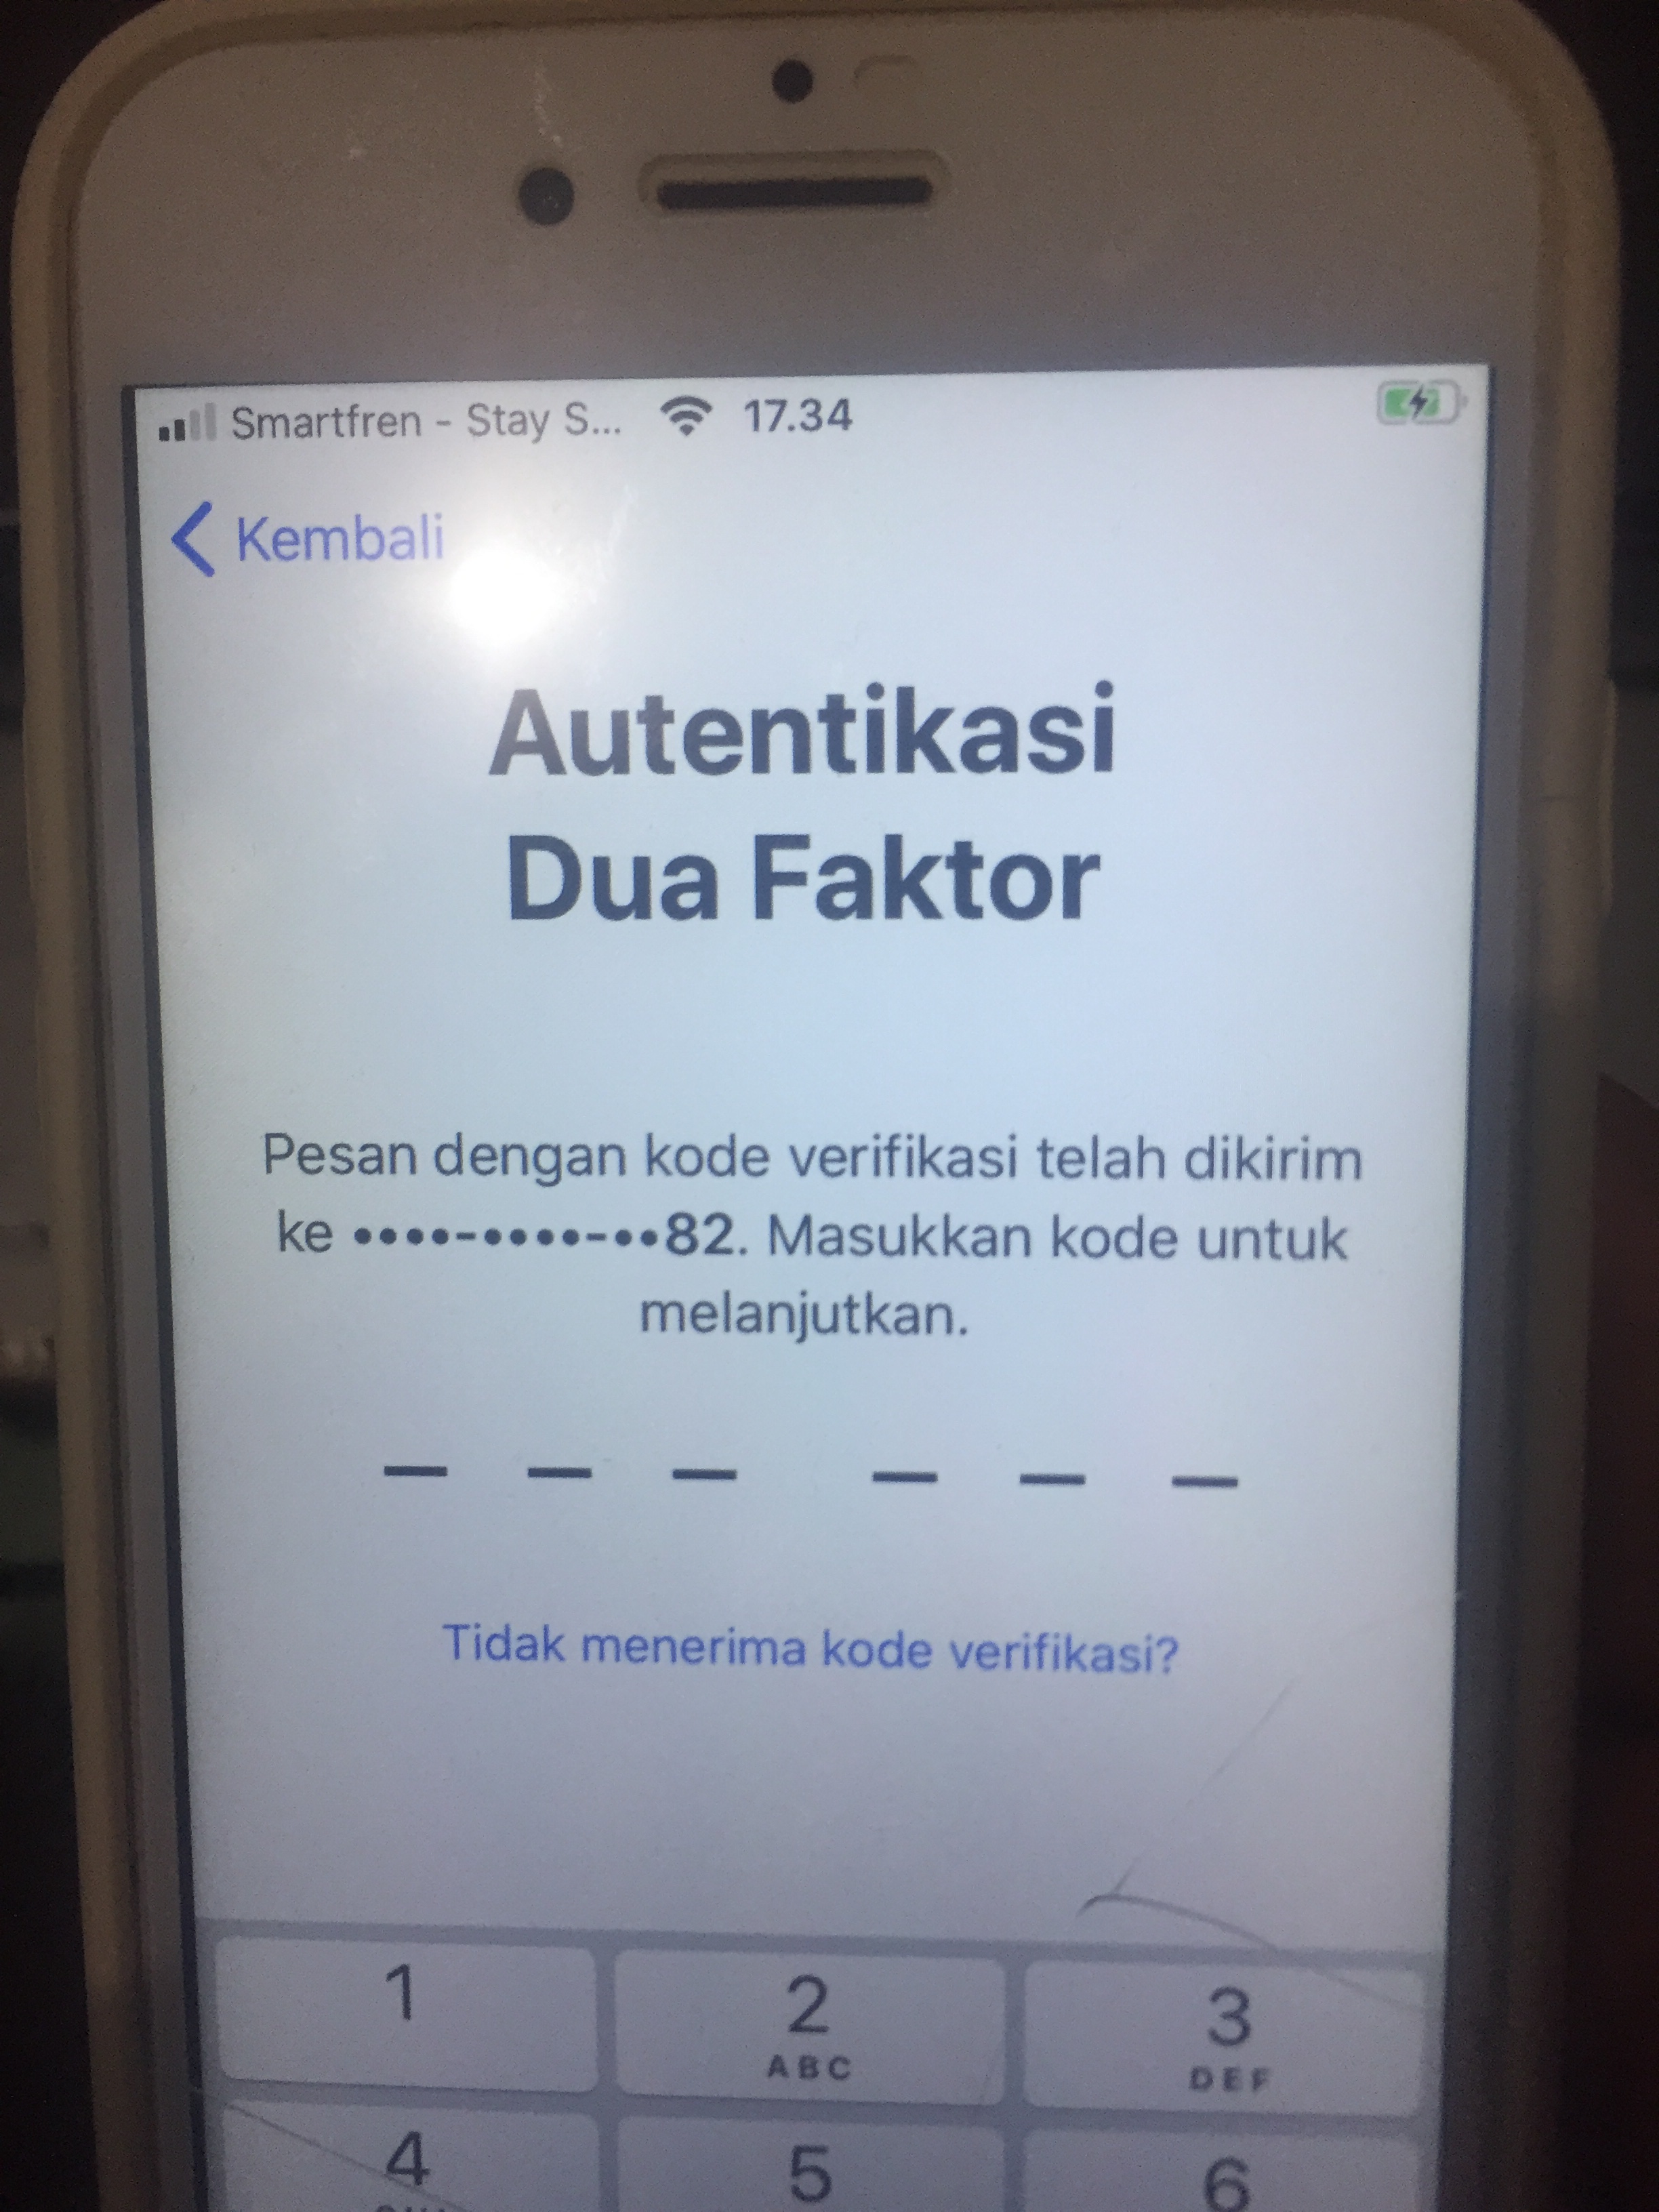 Smartfren - Stay S... 17.34
Kembali
Autentikasi
Dua Faktor
Pesan dengan kode verifikasi telah dikirim
ke ••••-••••-••82. Masukkan kode untuk
melanjutkan.
Tidak menerima kode verifikasi?
1 2 3
ABC DEF
4 5 6